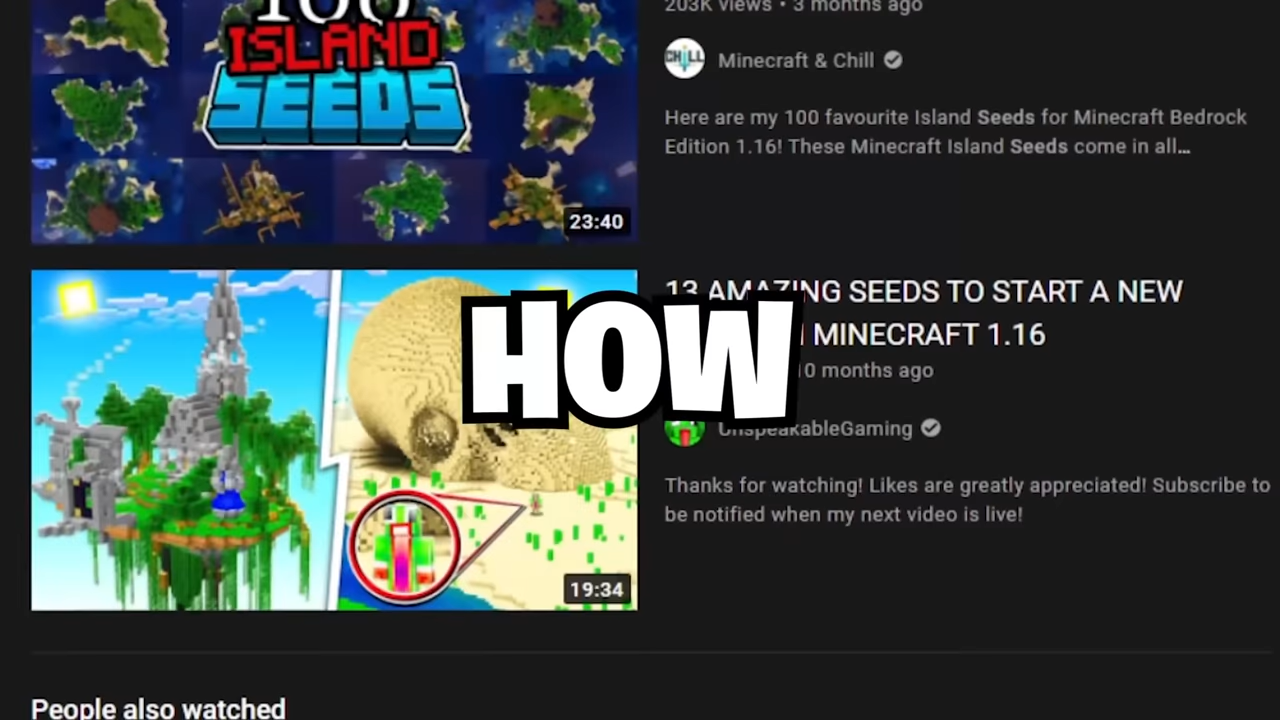 100
ISLAND
SEEDS
23:40
203K views • 3 months ago
CHILL
Minecraft & Chill
Here are my 100 favourite Island Seeds for Minecraft Bedrock
Edition 1.16! These Minecraft Island Seeds come in all...
13 AMAZING SEEDS TO START A NEW
MINECRAFT 1.16
HOW
10 months ago
UnspeakableGaming
Thanks for watching! Likes are greatly appreciated! Subscribe to
be notified when my next video is live!
19:34
People also watched